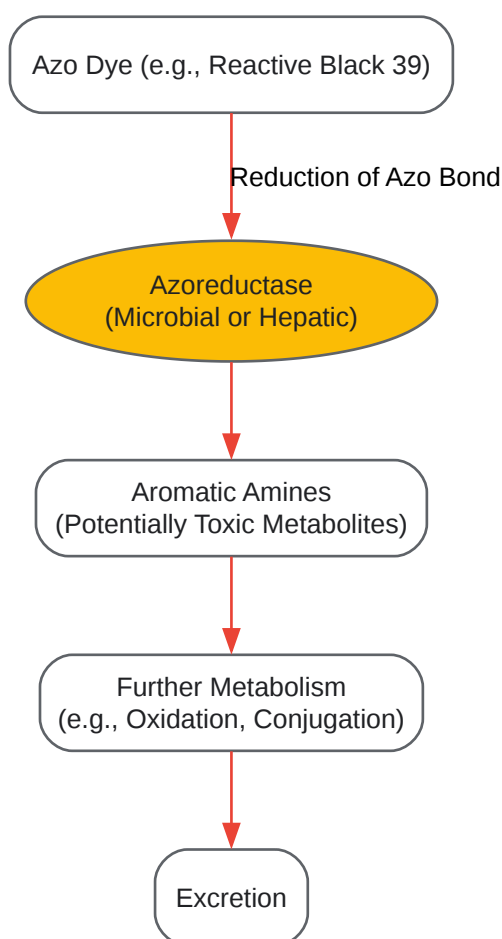 Azo Dye (e.g., Reactive Black 39)
Reduction of Azo Bond
Azoreductase
(Microbial or Hepatic)
Aromatic Amines
(Potentially Toxic Metabolites)
Further Metabolism
(e.g., Oxidation, Conjugation)
Excretion